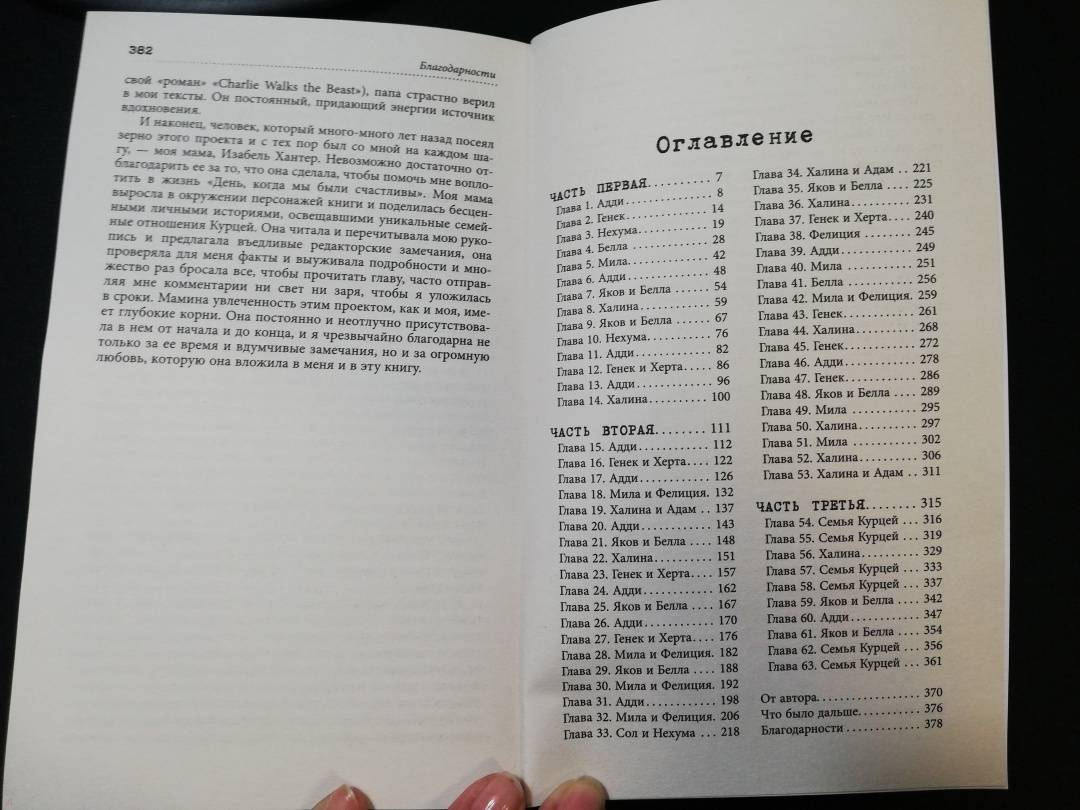 382
Благодарности
свой «роман» «Charlie Walks the Beast»), папа страстно верил
в мои тексты. Он постоянный, придающий энергии источник
вдохновения.
И наконец, человек, который много-много лет назад посеял
зерно этого проекта и с тех пор был со мной на каждом ша-
гу, — моя мама, Изабель Хантер. Невозможно достаточно от-
благодарить ее за то, что она сделала, чтобы помочь мне вопло-
тить в жизнь «День, когда мы были счастливы». Моя мама
выросла в окружении персонажей книги и поделилась бесцен-
ными личными историями, освещавшими уникальные семей-
ные отношения Курцей. Она читала и перечитывала мою руко-
пись и предлагала въедливые редакторские замечания, она
проверяла для меня факты и выуживала подробности и мно-
жество раз бросала все, чтобы прочитать главу, часто отправ-
ляя мне комментарии ни свет ни заря, чтобы я уложилась
в сроки. Мамина увлеченность этим проектом, как и моя, име-
ет глубокие корни. Она постоянно и неотлучно присутствова-
ла в нем от начала и до конца, и я чрезвычайно благодарна не
только за ее время и вдумчивые замечания, но и за огромную
любовь, которую она вложила в меня и в эту книгу.
Оглавление
ЧАСТЬ ПЕРВАЯ.......... 7
Глава 1. Адди............... 8
Глава 2. Генек............... 14
Глава 3. Нехума............. 19
Глава 4. Белла .............. 28
Глава 5. Мила............... 42
Глава 6. Адди............... 48
Глава 7. Яков и Белла ...... 54
Глава 8. Халина............. 59
Глава 9. Яков и Белла ...... 67
Глава 10. Нехума............ 76
Глава 11. Адди.............. 82
Глава 12. Генек и Херта..... 86
Глава 13. Адди.............. 96
Глава 14. Халина........... 100
ЧАСТЬ ВТОРАЯ........ 111
Глава 15. Адди............. 112
Глава 16. Генек и Херта.... 122
Глава 17. Адди............. 126
Глава 18. Мила и Фелиция. 132
Глава 19. Халина и Адам .. 137
Глава 20. Адди............. 143
Глава 21. Яков и Белла .... 148
Глава 22. Халина........... 151
Глава 23. Генек и Херта.... 157
Глава 24. Адди............. 162
Глава 25. Яков и Белла .... 167
Глава 26. Адди............. 170
Глава 27. Генек и Херта.... 176
Глава 28. Мила и Фелиция. 182
Глава 29. Яков и Белла .... 188
Глава 30. Мила и Фелиция. 192
Глава 31. Адди............. 198
Глава 32. Мила и Фелиция. 206
Глава 33. Сол и Нехума ... 218
Глава 34. Халина и Адам .. 221
Глава 35. Яков и Белла .... 225
Глава 36. Халина........... 231
Глава 37. Генек и Херта.... 240
Глава 38. Фелиция ......... 245
Глава 39. Адди............. 249
Глава 40. Мила ............ 251
Глава 41. Белла ............ 256
Глава 42. Мила и Фелиция. 259
Глава 43. Генек............. 261
Глава 44. Халина........... 268
Глава 45. Генек............. 272
Глава 46. Адди............. 278
Глава 47. Генек............. 286
Глава 48. Яков и Белла .... 289
Глава 49. Мила ............ 295
Глава 50. Халина........... 297
Глава 51. Мила ............ 302
Глава 52. Халина........... 306
Глава 53. Халина и Адам .. 311
ЧАСТЬ ТРЕТЬЯ........ 315
Глава 54. Семья Курцей ... 316
Глава 55. Семья Курцей ... 319
Глава 56. Халина........... 329
Глава 57. Семья Курцей ... 333
Глава 58. Семья Курцей ... 337
Глава 59. Яков и Белла .... 342
Глава 60. Адди............. 347
Глава 61. Яков и Белла .... 354
Глава 62. Семья Курцей ... 356
Глава 63. Семья Курцей ... 361
От автора.................. 370
Что было дальше........... 376
Благодарности ............. 378